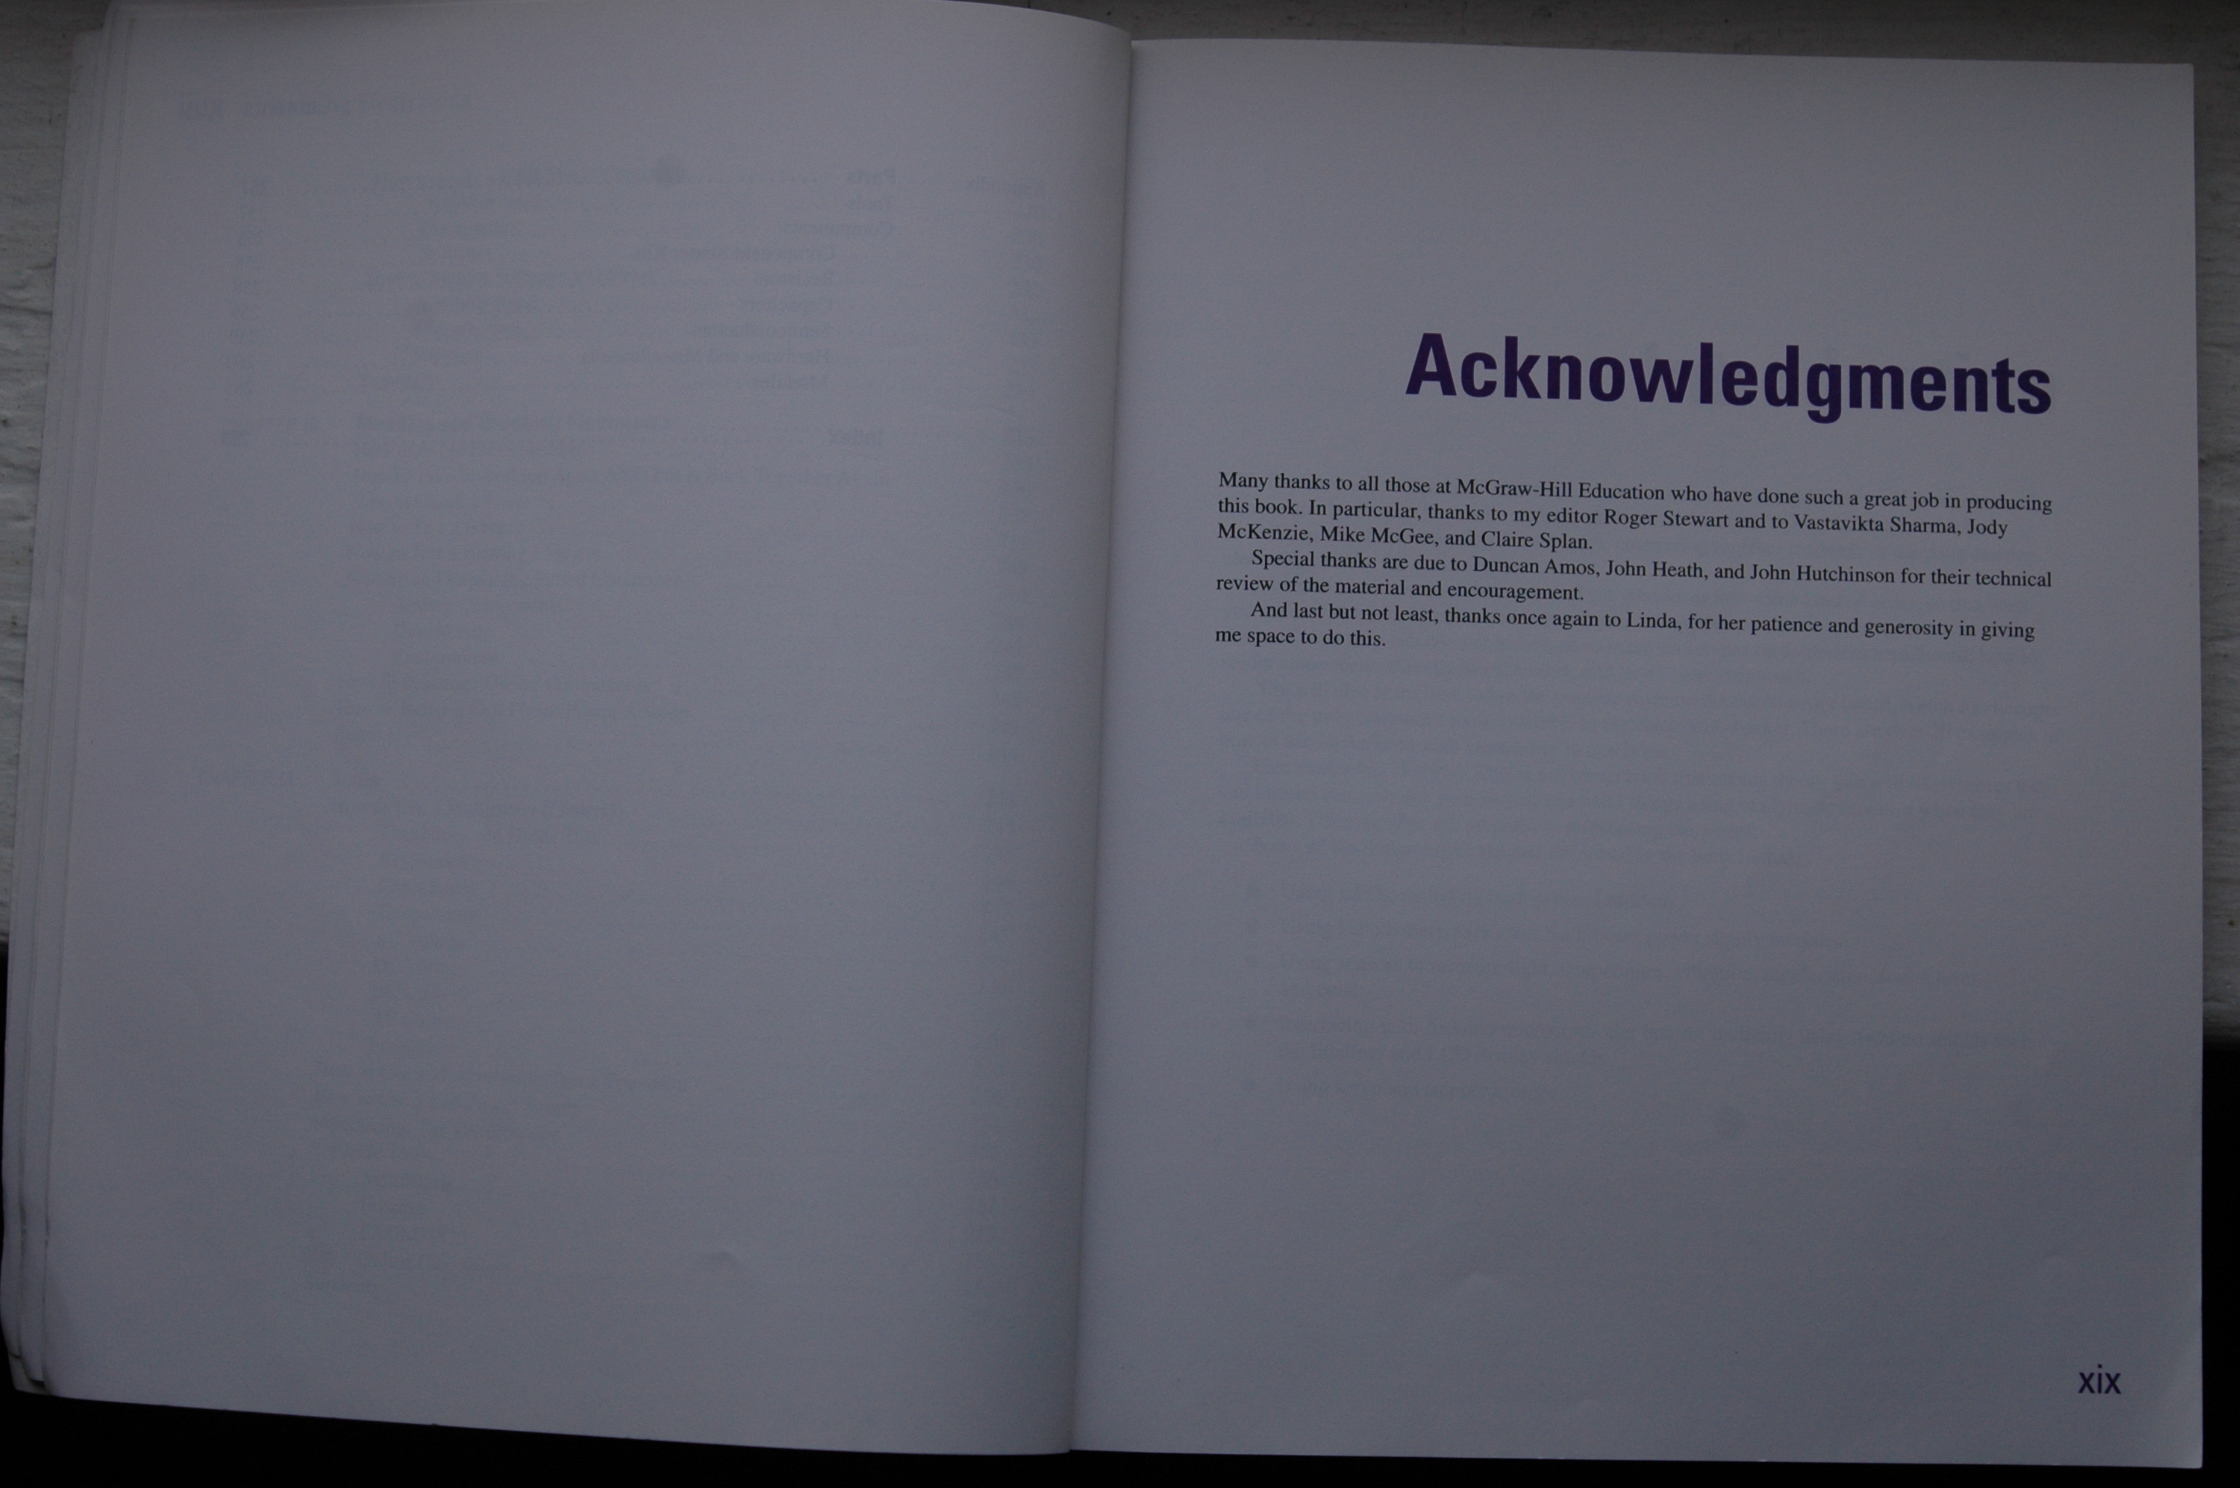 Acknowledgments
Many thanks to all those at McGraw-Hill Education who have done such a great job in producing
this book. In particular, thanks to my editor Roger Stewart and to Vastavikta Sharma, Jody
McKenzie, Mike McGee, and Claire Splan.
Special thanks are due to Duncan Amos, John Heath, and John Hutchinson for their technical
review of the material and encouragement.
And last but not least, thanks once again to Linda, for her patience and generosity in giving
me space to do this.
xix